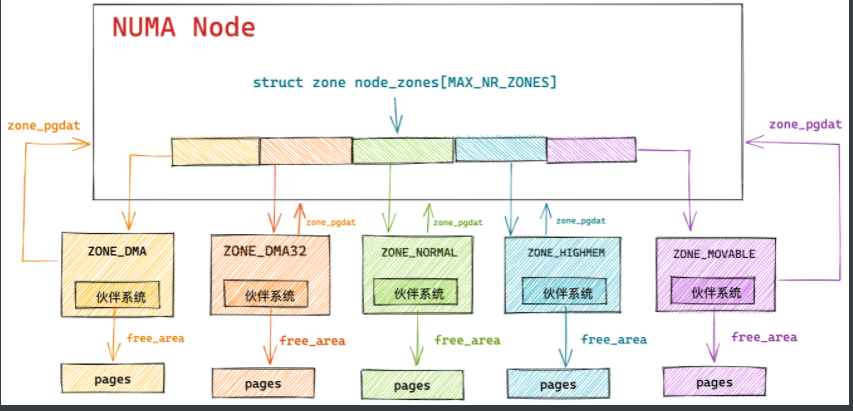 NUMA Node
struct zone node_zones[MAX_NR_ZONES]
zone_pgdat
zone_pgdat
zone_pgdat
zone_pgdat
zone_pgdat
ZONE_DMA
ZONE_DMA32
ZONE_NORMAL
ZONE_HIGHMEM
ZONE_MOVABLE
伙伴系统
伙伴系统
伙伴系统
伙伴系统
伙伴系统
free_area
free_area
free_area
free_area
free_area
pages
pages
pages
pages
pages